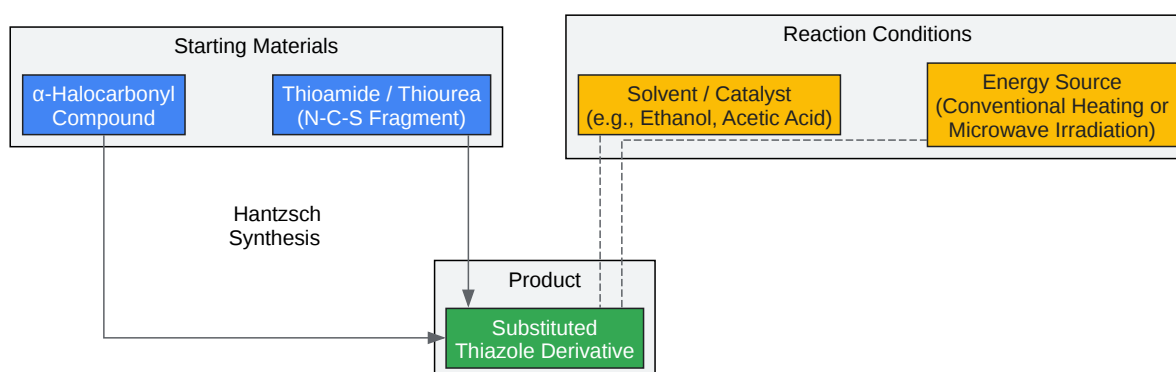 Starting Materials
α-Halocarbonyl
Compound
Thioamide / Thiourea
(N-C-S Fragment)
Reaction Conditions
Solvent / Catalyst
(e.g., Ethanol, Acetic Acid)
Energy Source
(Conventional Heating or
Microwave Irradiation)
Hantzsch
Synthesis
Product
Substituted
Thiazole Derivative